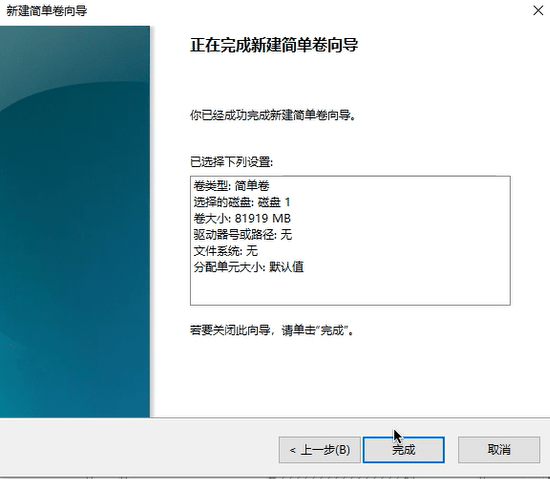 新建简单卷向导
正在完成新建简单卷向导
你已经成功完成新建简单卷向导。
已选择下列设置:
卷类型: 简单卷
选择的磁盘: 磁盘 1
卷大小: 81919 MB
驱动器号或路径: 无
文件系统: 无
分配单元大小: 默认值
若要关闭此向导，请单击“完成”。
< 上一步(B)
完成
取消